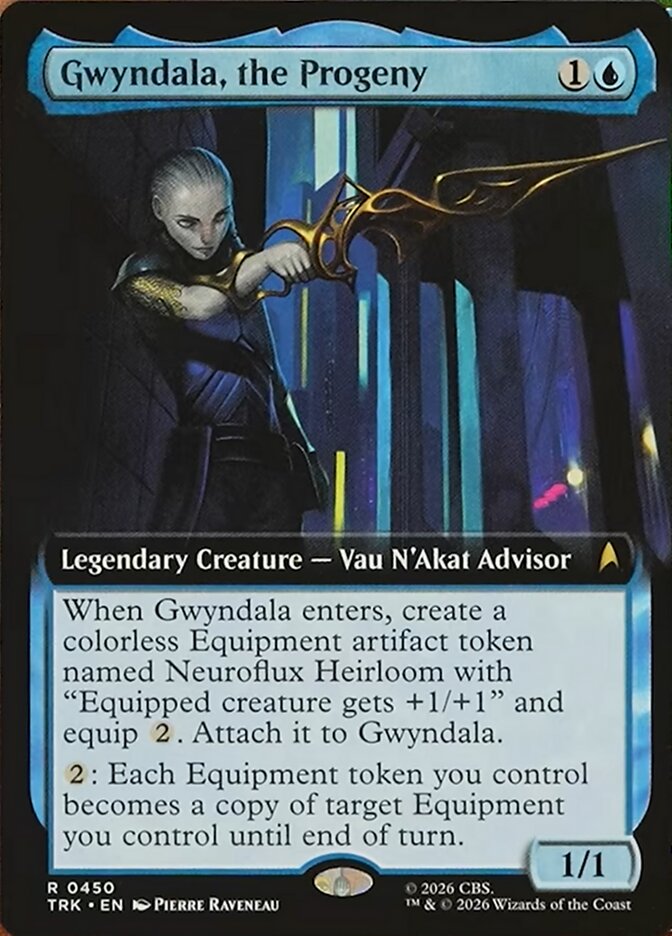 Gwyndala, the Progeny 1
Legendary Creature — Vau N'Akat Advisor
When Gwyndala enters, create a
colorless Equipment artifact token
named Neuroflux Heirloom with
“Equipped creature gets +1/+1” and
equip 2. Attach it to Gwyndala.
2: Each Equipment token you control
becomes a copy of target Equipment
you control until end of turn.
1/1
R 0450
TRK • EN PIERRE RAVENEAU
© 2026 CBS.
™ & © 2026 Wizards of the Coast